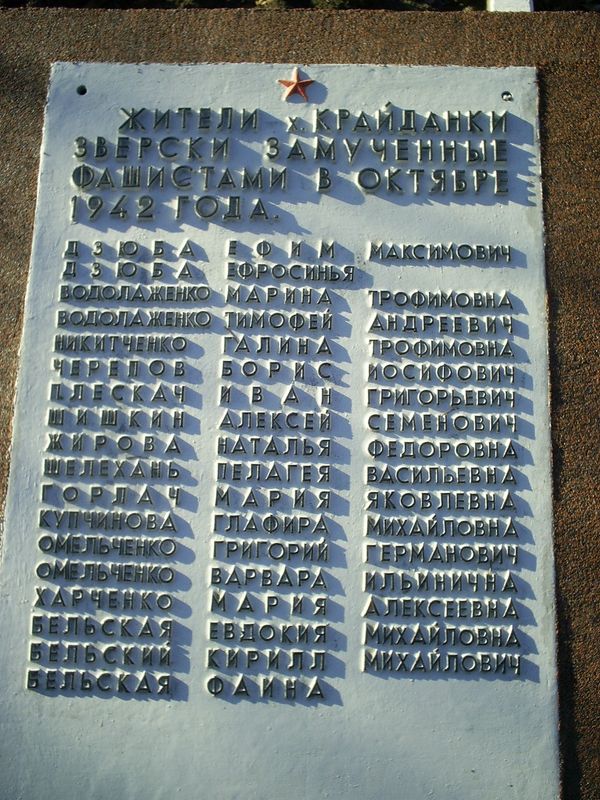 ЖИТЕЛИ х. КРАЙДАНКИ
ЗВЕРСКИ ЗАМУЧЕННЫЕ
ФАШИСТАМИ В ОКТЯБРЕ
1942 ГОДА.
ДЗЮБА ЕФИМ МАКСИМОВИЧ
ДЗЮБА ЕФРОСИНЬЯ
ВОДОЛАЖЕНКО МАРИНА ТРОФИМОВНА
ВОДОЛАЖЕНКО ТИМОФЕЙ АНДРЕЕВИЧ
НИКИТЧЕНКО ГАЛИНА ТРОФИМОВНА
ЧЕРЕПОВ БОРИС ИОСИФОВИЧ
ПЛЕСКАЧ ИВАН ГРИГОРЬЕВИЧ
ШИШКИН АЛЕКСЕЙ СЕМЕНОВИЧ
ЖИРОВА НАТАЛЬЯ ФЕДОРОВНА
ШЕЛЕХАНЬ ПЕЛАГЕЯ ВАСИЛЬЕВНА
ГОРЛАЧ МАРИЯ ЯКОВЛЕВНА
КУПЧИНОВА ГЛАФИРА МИХАЙЛОВНА
ОМЕЛЬЧЕНКО ГРИГОРИЙ ГЕРМАНОВИЧ
ОМЕЛЬЧЕНКО ВАРВАРА ИЛЬИНИЧНА
ХАРЧЕНКО МАРИЯ АЛЕКСЕЕВНА
БЕЛЬСКАЯ ЕВДОКИЯ МИХАЙЛОВНА
БЕЛЬСКИЙ КИРИЛЛ МИХАЙЛОВИЧ
БЕЛЬСКАЯ ФАИНА